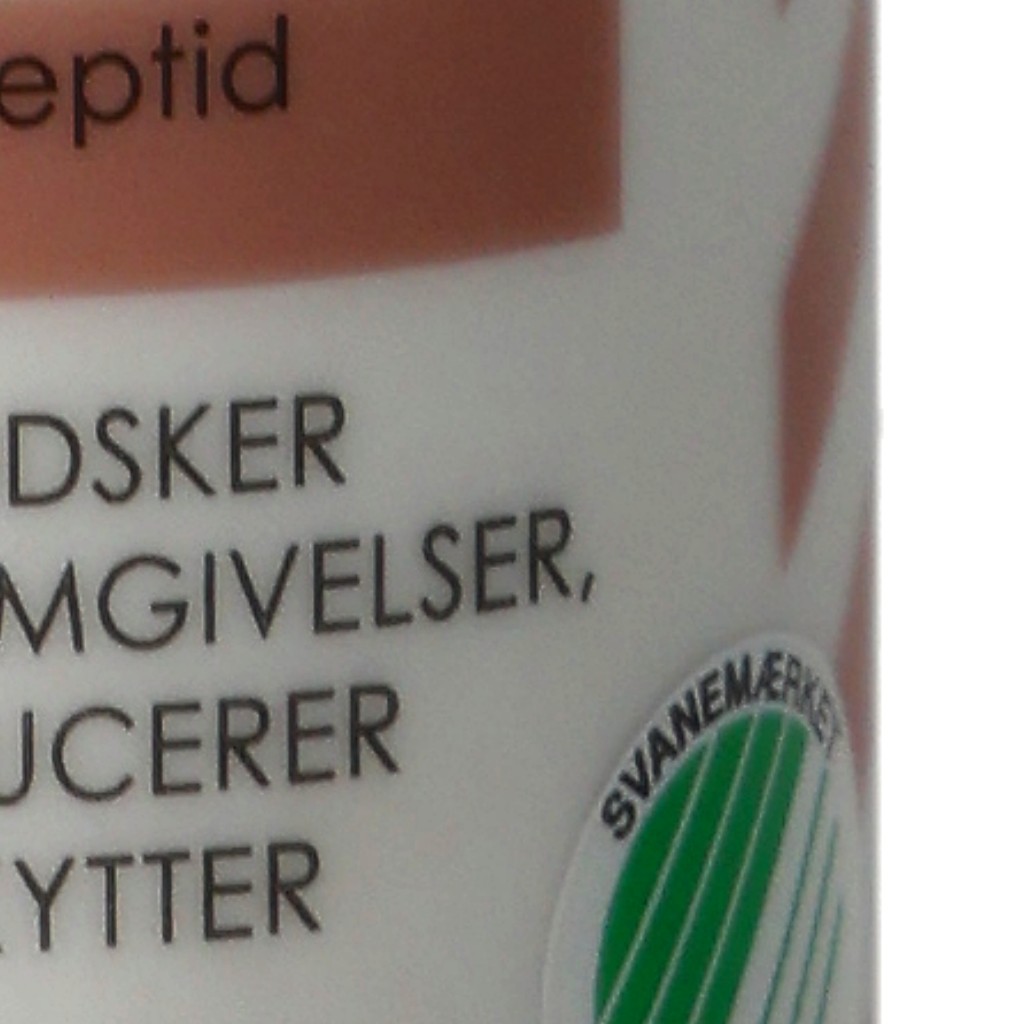 eptid
DSKER
MGIVELSER,
UCERER
YTTER
SVANEMÆRKET